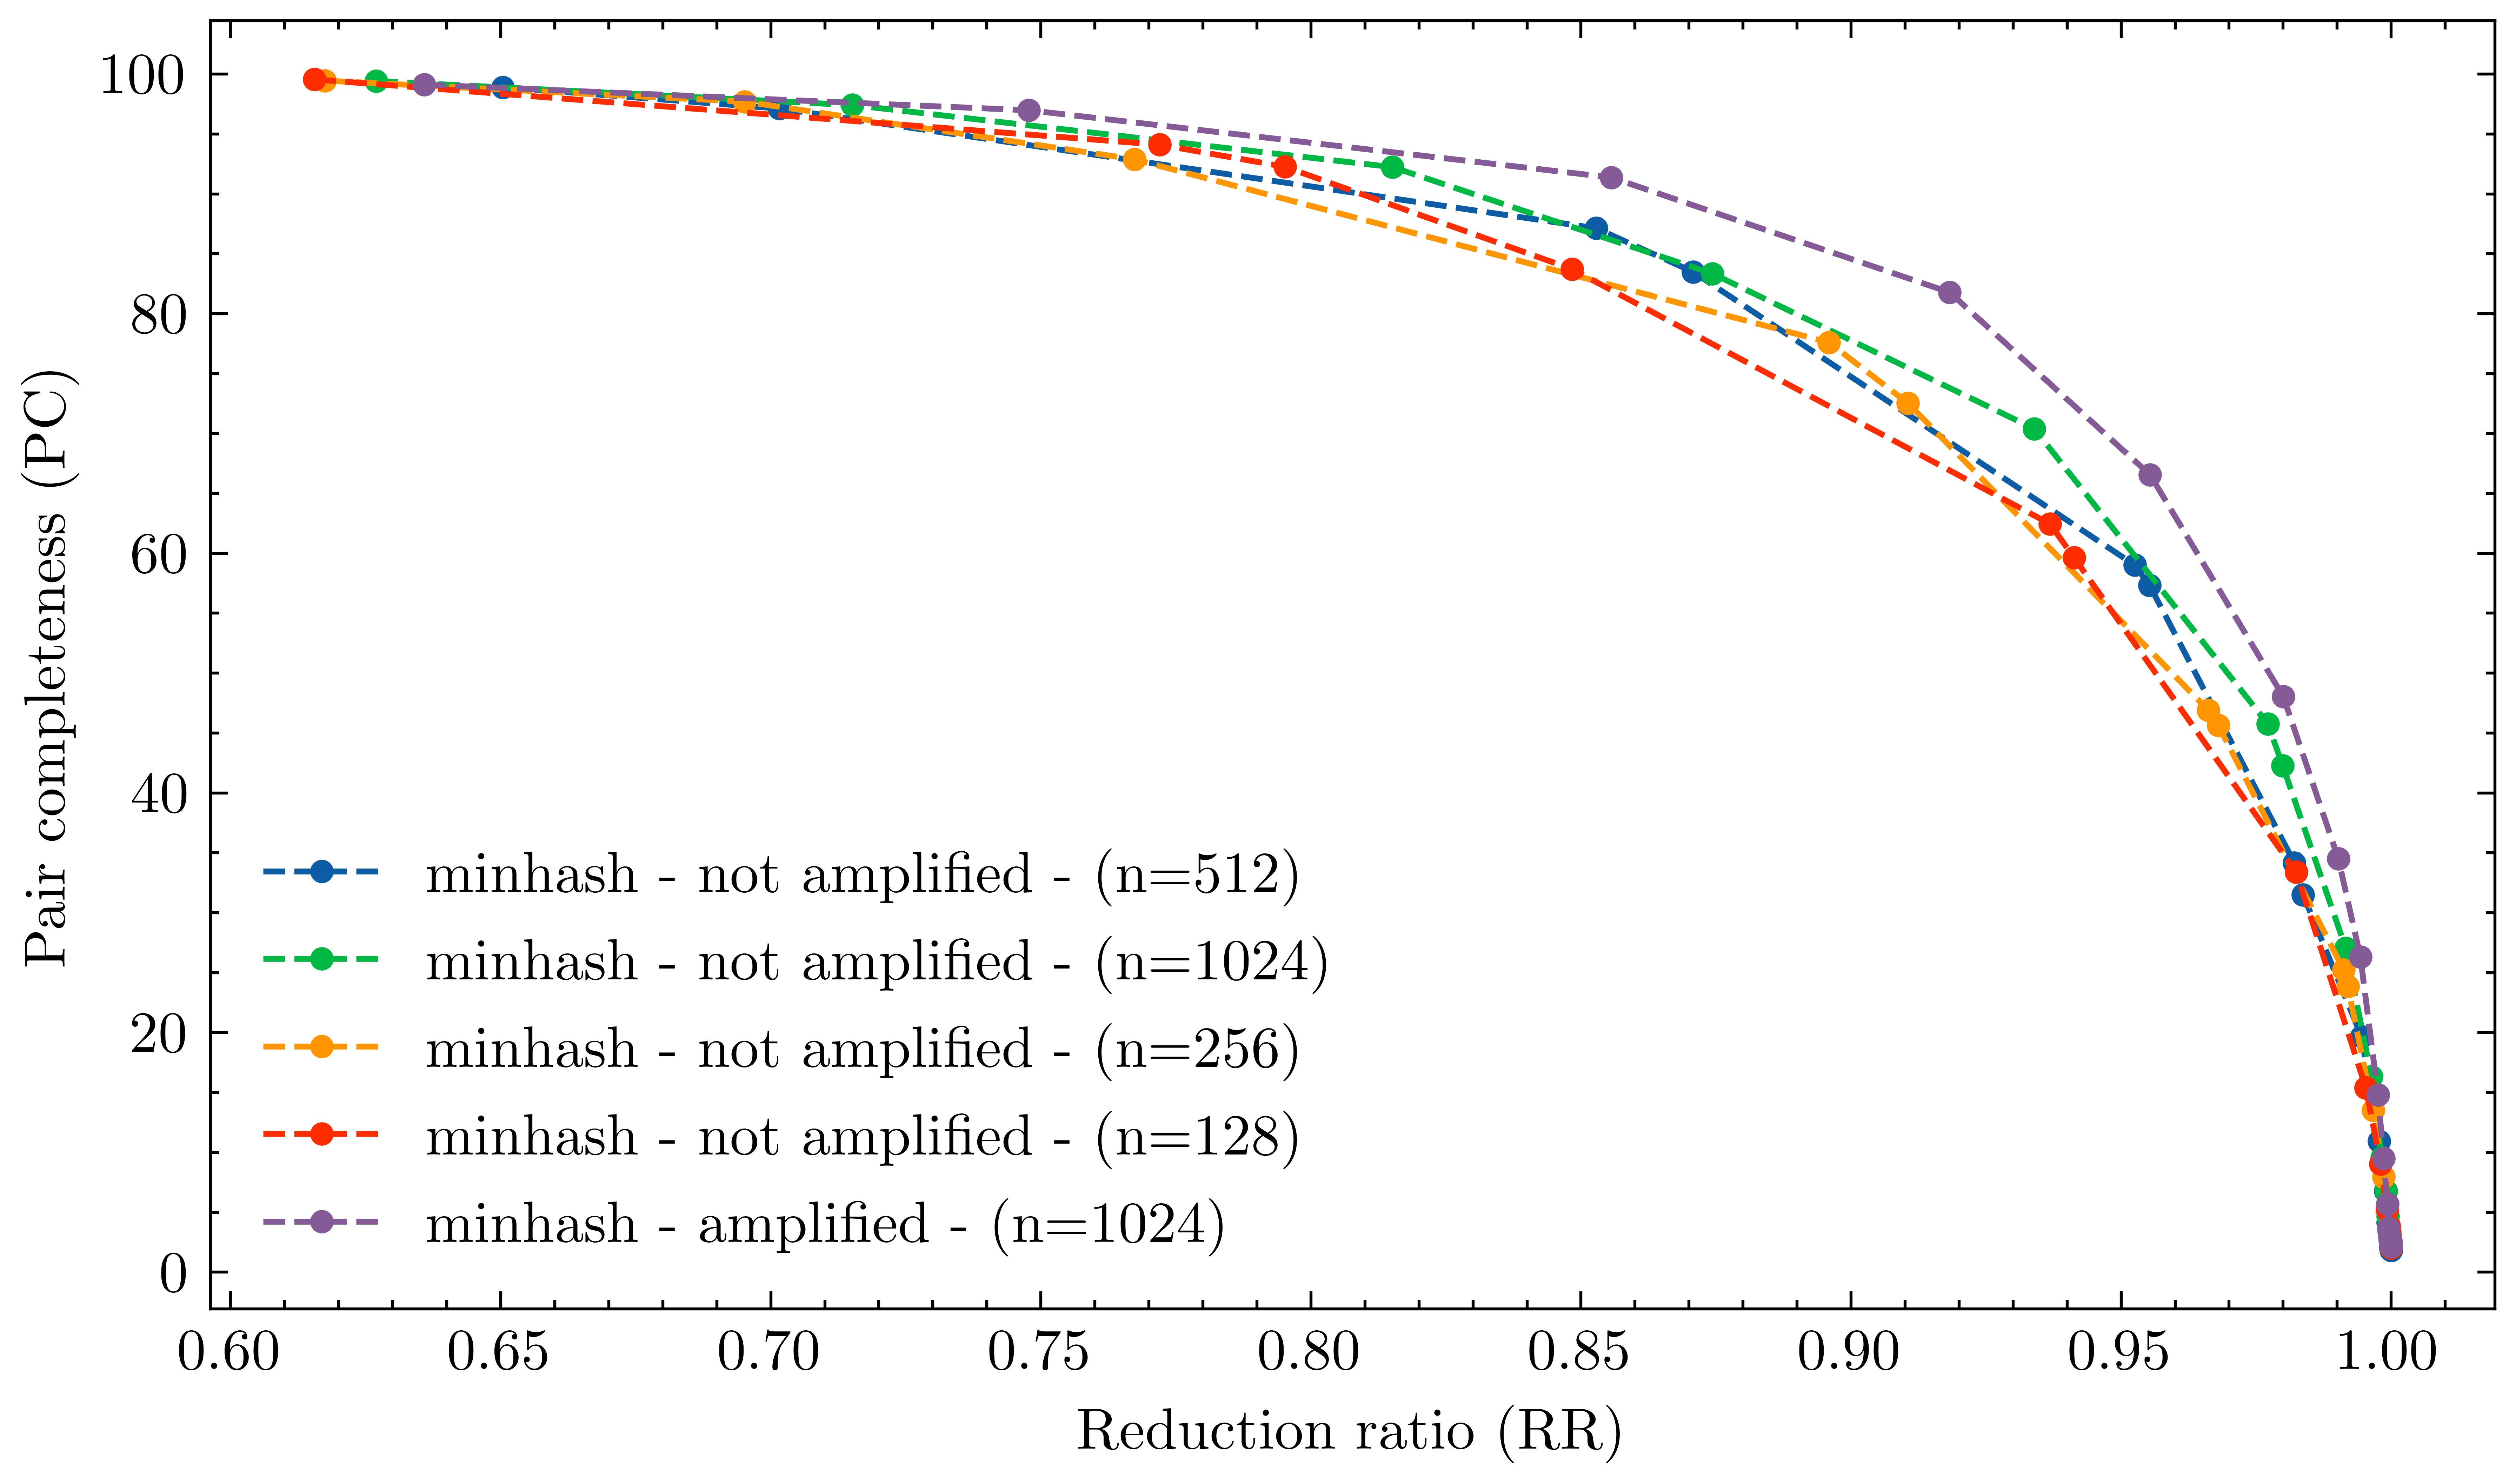 100
80
60
40
20
0
Pair completeness (PC)
minhash - not amplified - (n=512)
minhash - not amplified - (n=1024)
minhash - not amplified - (n=256)
minhash - not amplified - (n=128)
minhash - amplified - (n=1024)
0.60 0.65 0.70 0.75 0.80 0.85 0.90 0.95 1.00
Reduction ratio (RR)